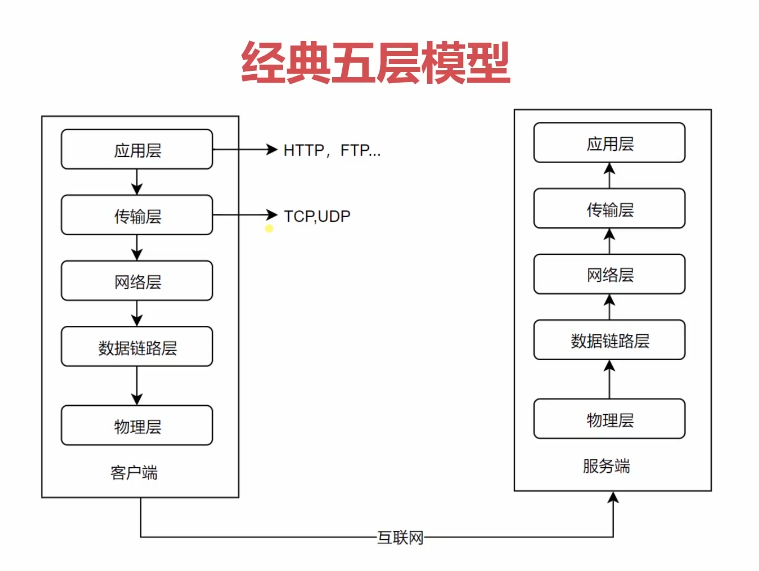 经典五层模型
应用层
HTTP，FTP...
传输层
TCP,UDP
网络层
数据链路层
物理层
客户端
应用层
传输层
网络层
数据链路层
物理层
服务端
互联网